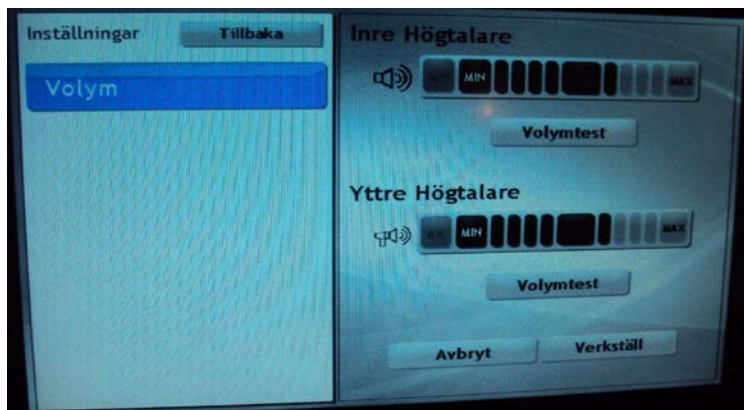 Inställningar
Tillbaka
Volym
Inre Högtalare
MIN
MAX
Volymtest
Yttre Högtalare
MIN
MAX
Volymtest
Avbryt
Verkställ